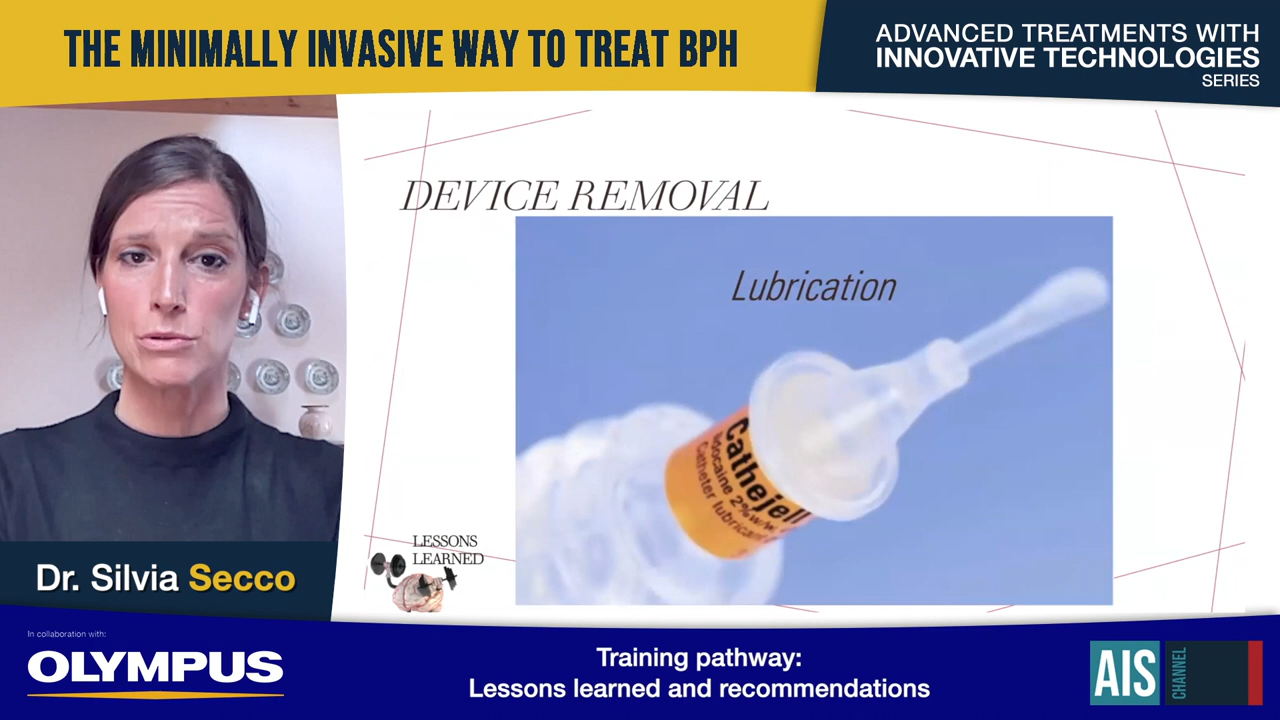 THE MINIMALLY INVASIVE WAY TO TREAT BPH
ADVANCED TREATMENTS WITH
INNOVATIVE TECHNOLOGIES
SERIES
DEVICE REMOVAL
Lubrication
Cathejell
lidocaine 2% w/w
Catheter lubricant
LESSONS
LEARNED
Dr. Silvia Secco
In collaboration with:
OLYMPUS
Training pathway:
Lessons learned and recommendations
AIS
CHANNEL